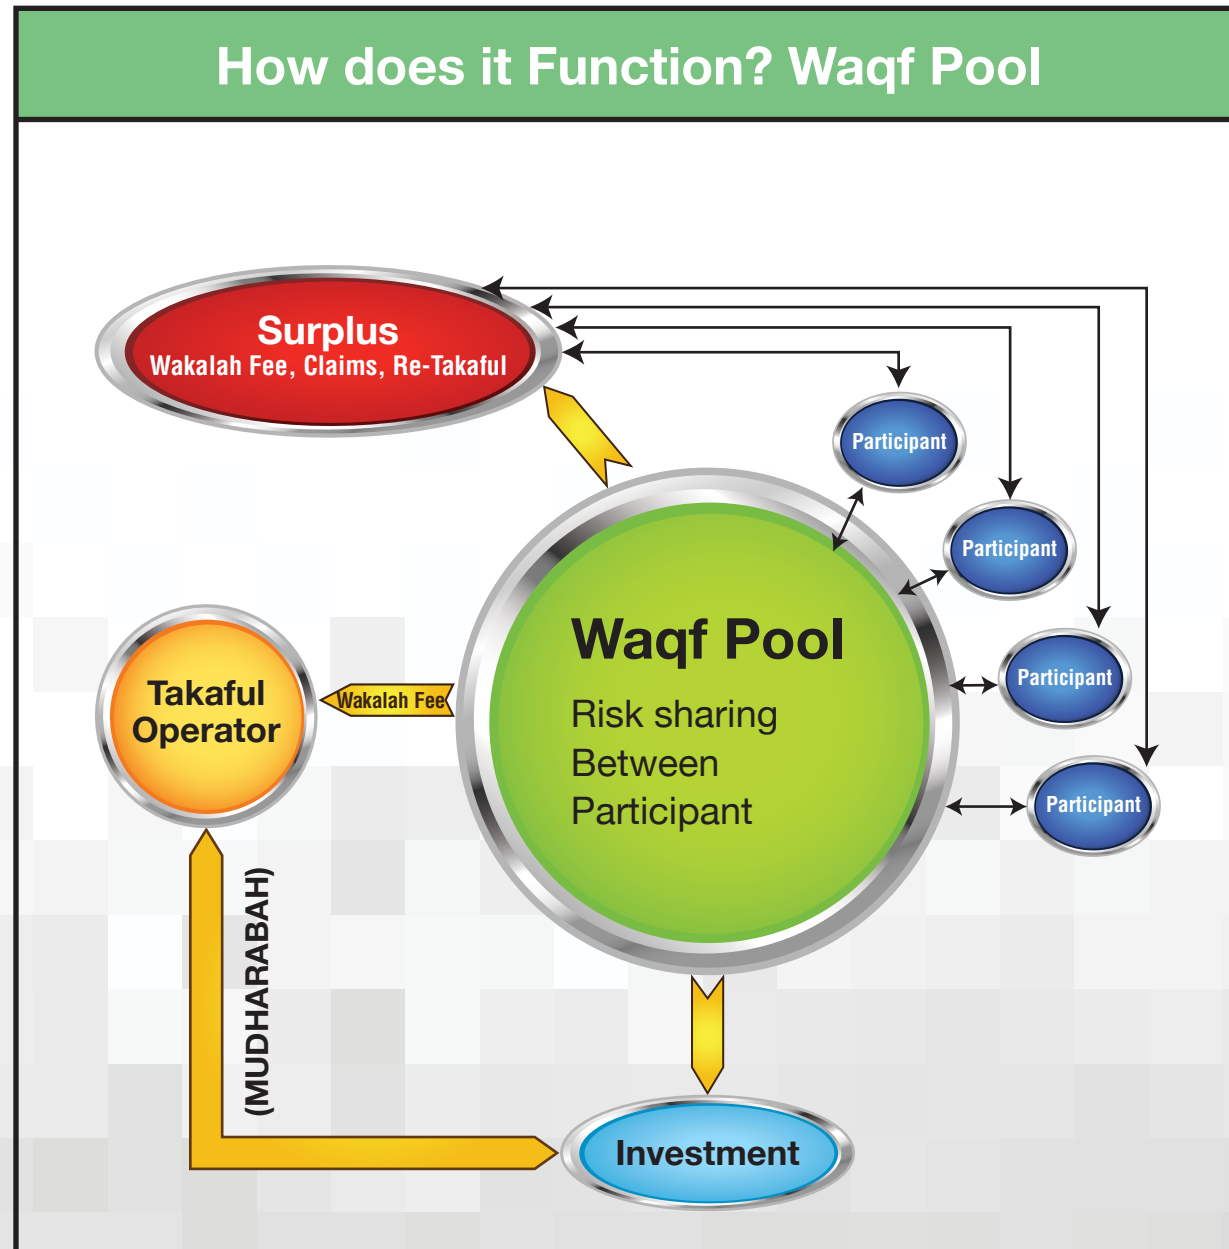 How does it Function? Waqf Pool
Surplus
Wakalah Fee, Claims, Re-Takaful
Participant
Participant
Participant
Participant
Waqf Pool
Risk sharing
Between
Participant
Takaful
Operator
Wakalah Fee
(MUDHARABAH)
Investment